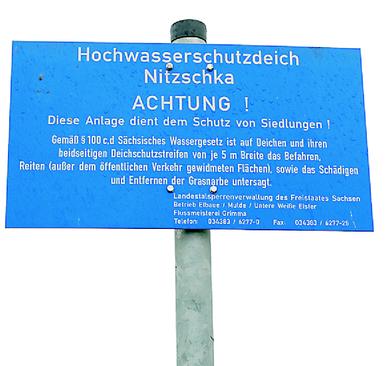 Hochwasserschutzdeich
Nitzschka
ACHTUNG !
Diese Anlage dient dem Schutz von Siedlungen !
Gemäß § 100 c,d Sächsisches Wassergesetz ist auf Deichen und ihren
beidseitigen Deichschutzstreifen von je 5 m Breite das Befahren,
Reiten (außer dem öffentlichen Verkehr gewidmeten Flächen), sowie das Schädigen
und Entfernen der Grasnarbe untersagt.
Landestalsperrenverwaltung des Freistaates Sachsen
Betrieb Elbaue / Mulde / Untere Weiße Elster
Flussmeisterei Grimma
Telefon: 034383 / 6277-0 Fax: 034383 / 6277-25